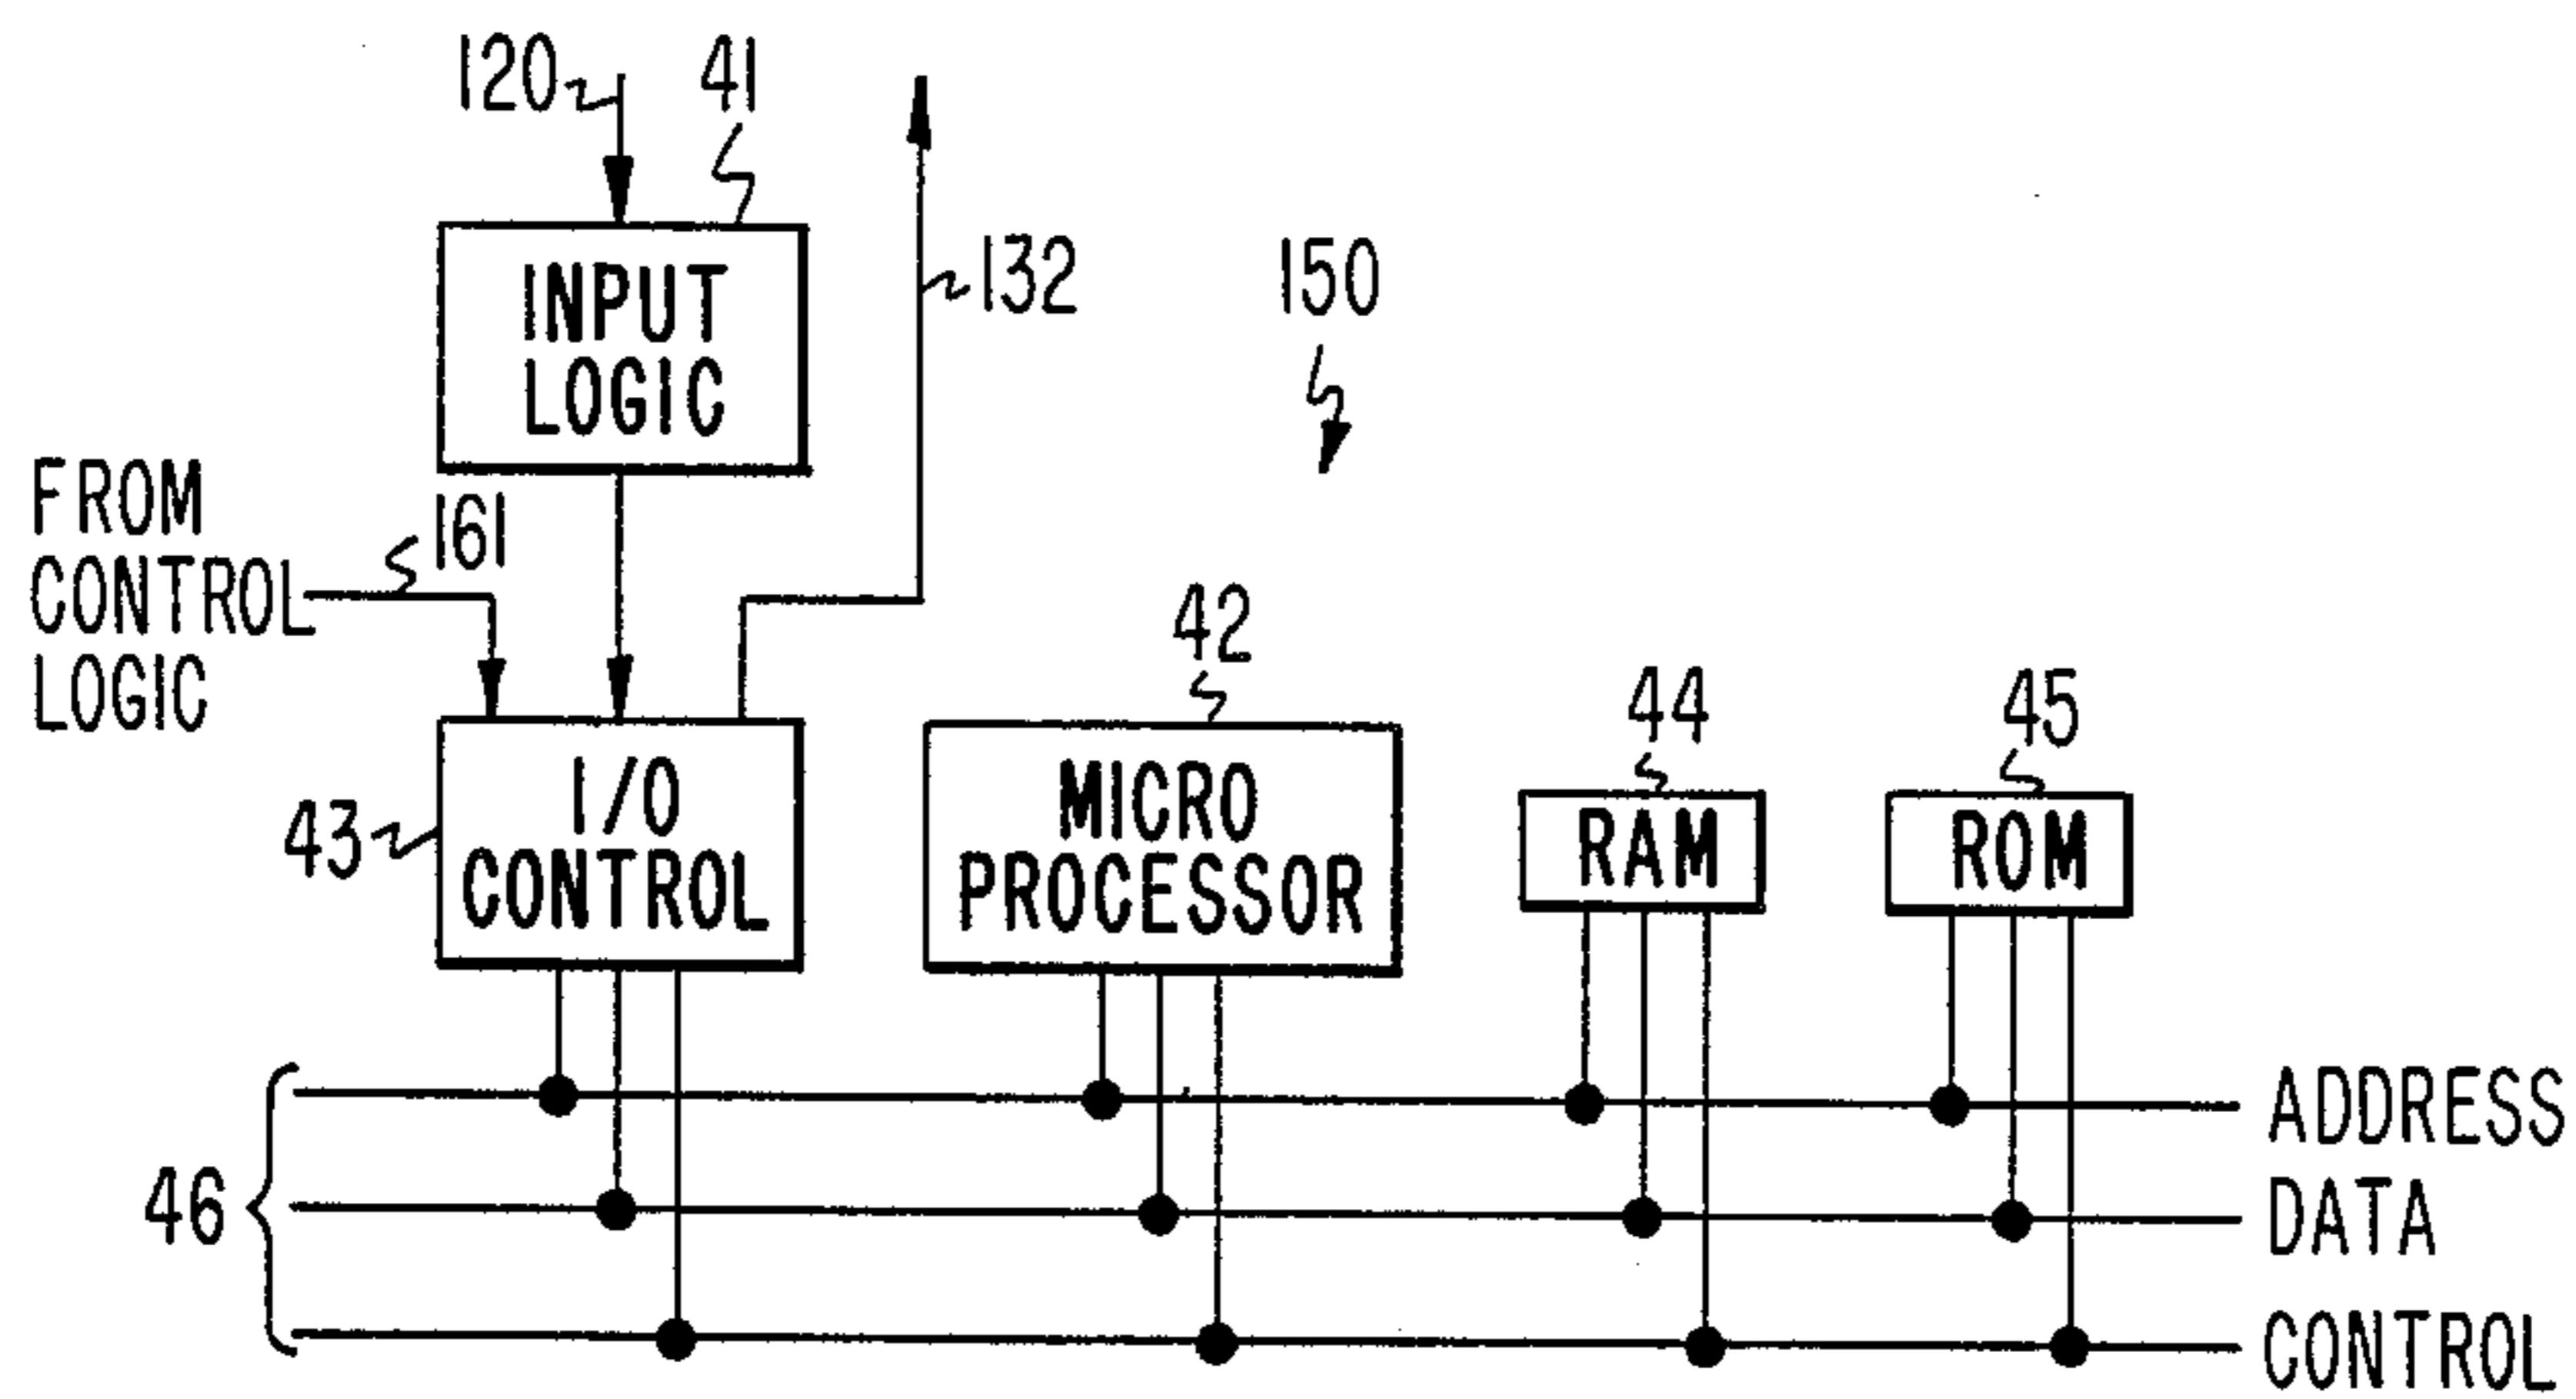 120
41
132
150
INPUT
LOGIC
FROM
CONTROL
LOGIC
161
42
44
45
43
I/O
CONTROL
MICRO
PROCESSOR
RAM
ROM
46
ADDRESS
DATA
CONTROL